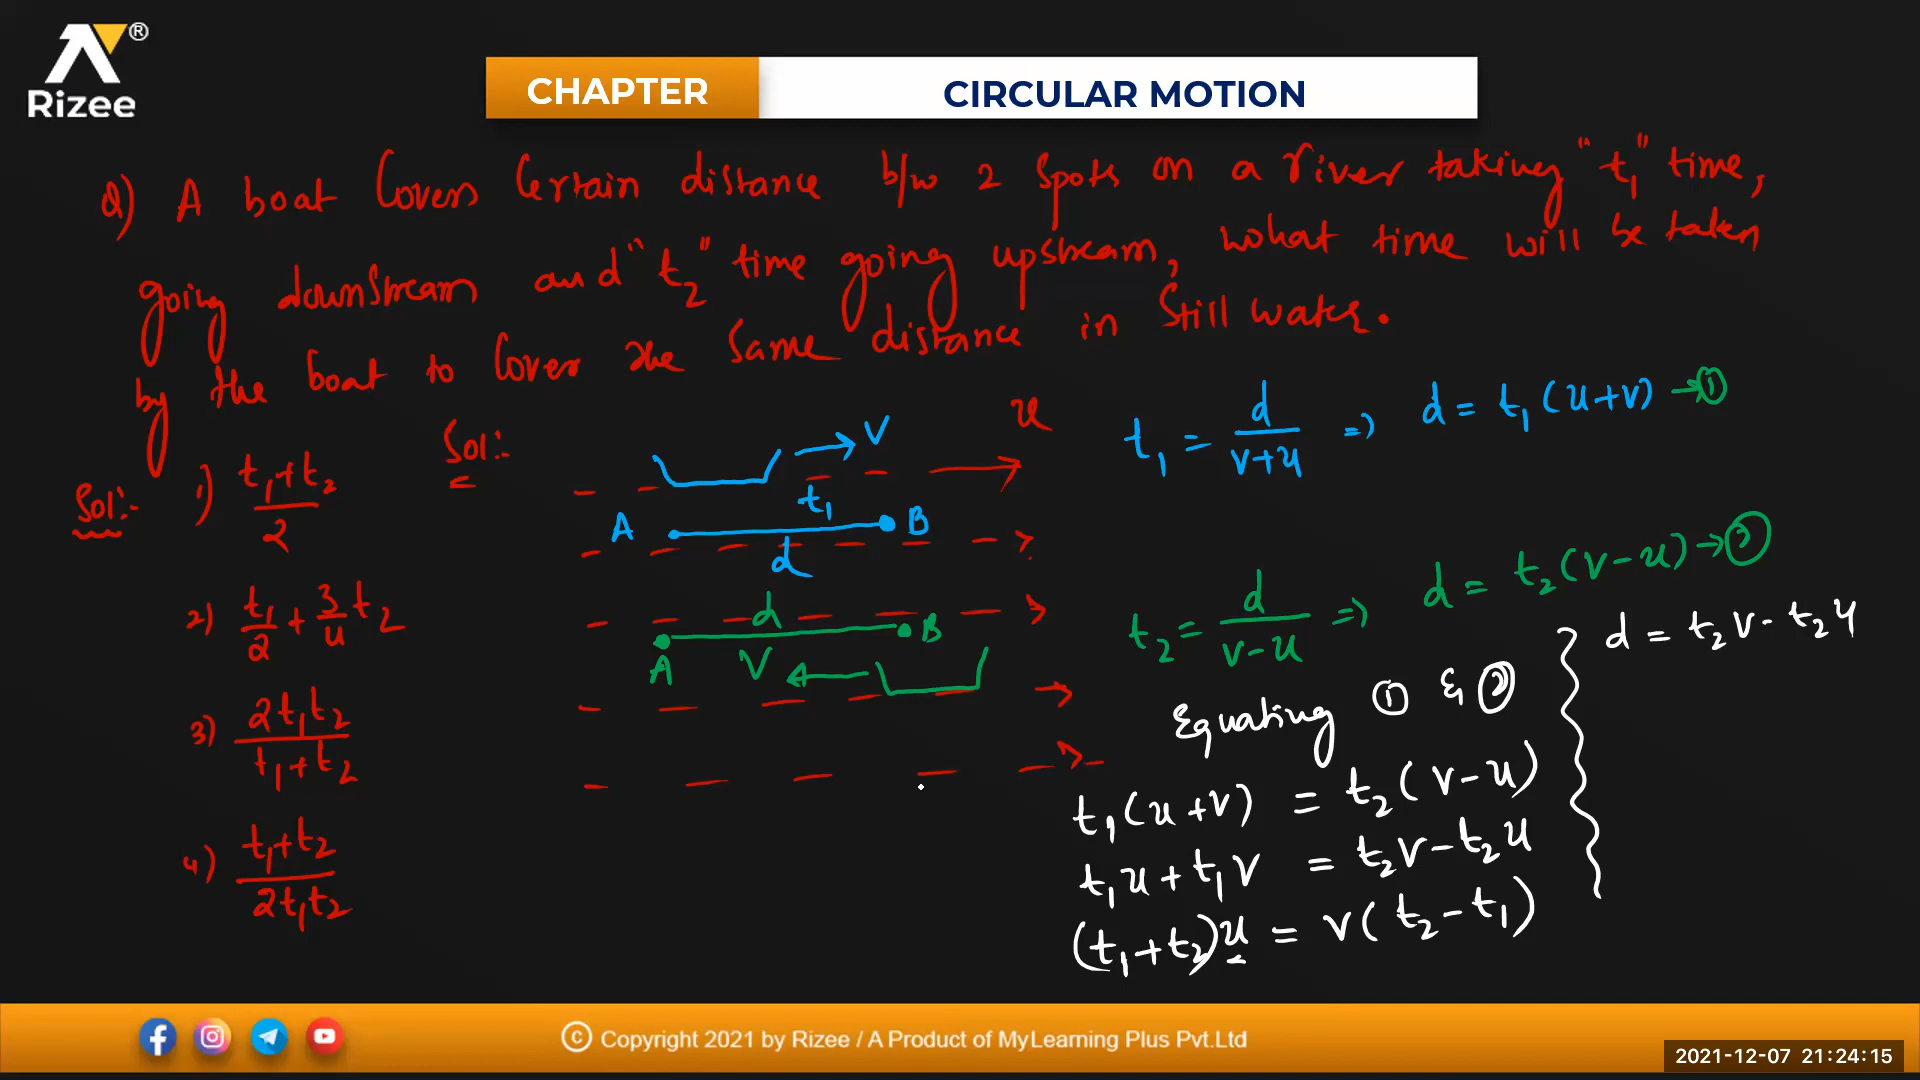 Rizee®
CHAPTER CIRCULAR MOTION
Q) A boat Covers Certain distance b/w 2 Spots on a river taking "t₁" time,
going downstream and "t₂" time going upstream, what time will be taken
by the boat to Cover the Same distance in Still water.
Sol:- 1) (t₁+t₂)/2
2) t₁/2 + 3/4 t₂
3) 2t₁t₂/(t₁+t₂)
4) (t₁+t₂)/2t₁t₂
Sol:-
V
u
t₁
A B
d
d
A B
V
t₁ = d/(v+u) => d = t₁(u+v) → ①
t₂ = d/(v-u) => d = t₂(v-u) → ②
d = t₂v - t₂u
Equating ① & ②
t₁(u+v) = t₂(v-u)
t₁u + t₁v = t₂v - t₂u
(t₁+t₂)u = v(t₂-t₁)
© Copyright 2021 by Rizee / A Product of MyLearning Plus Pvt.Ltd
2021-12-07 21:24:15